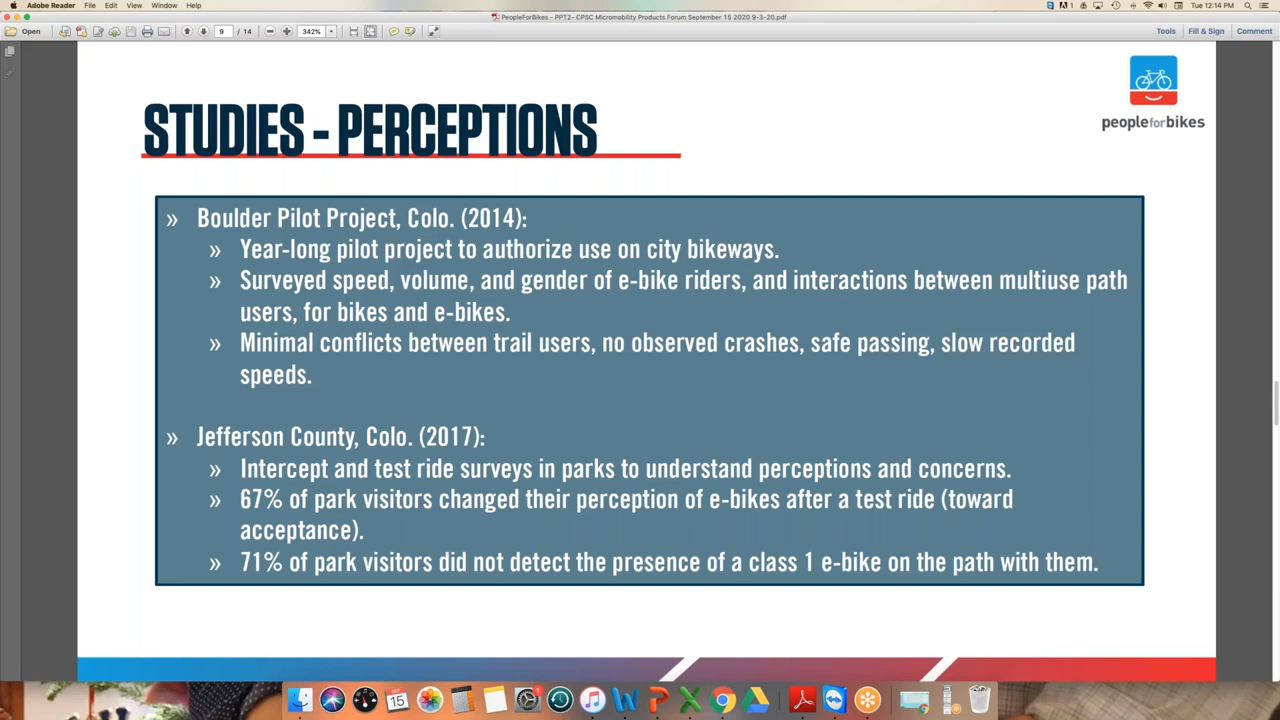 Adobe Reader File Edit View Window Help
1 Tue 12:14 PM
PeopleForBikes - PPT2- CPSC Micromobility Products Forum September 15 2020 9-3-20.pdf
Open 9 / 14 342% Tools Fill & Sign Comment
STUDIES - PERCEPTIONS
peopleforbikes
» Boulder Pilot Project, Colo. (2014):
» Year-long pilot project to authorize use on city bikeways.
» Surveyed speed, volume, and gender of e-bike riders, and interactions between multiuse path
users, for bikes and e-bikes.
» Minimal conflicts between trail users, no observed crashes, safe passing, slow recorded
speeds.
» Jefferson County, Colo. (2017):
» Intercept and test ride surveys in parks to understand perceptions and concerns.
» 67% of park visitors changed their perception of e-bikes after a test ride (toward
acceptance).
» 71% of park visitors did not detect the presence of a class 1 e-bike on the path with them.
15